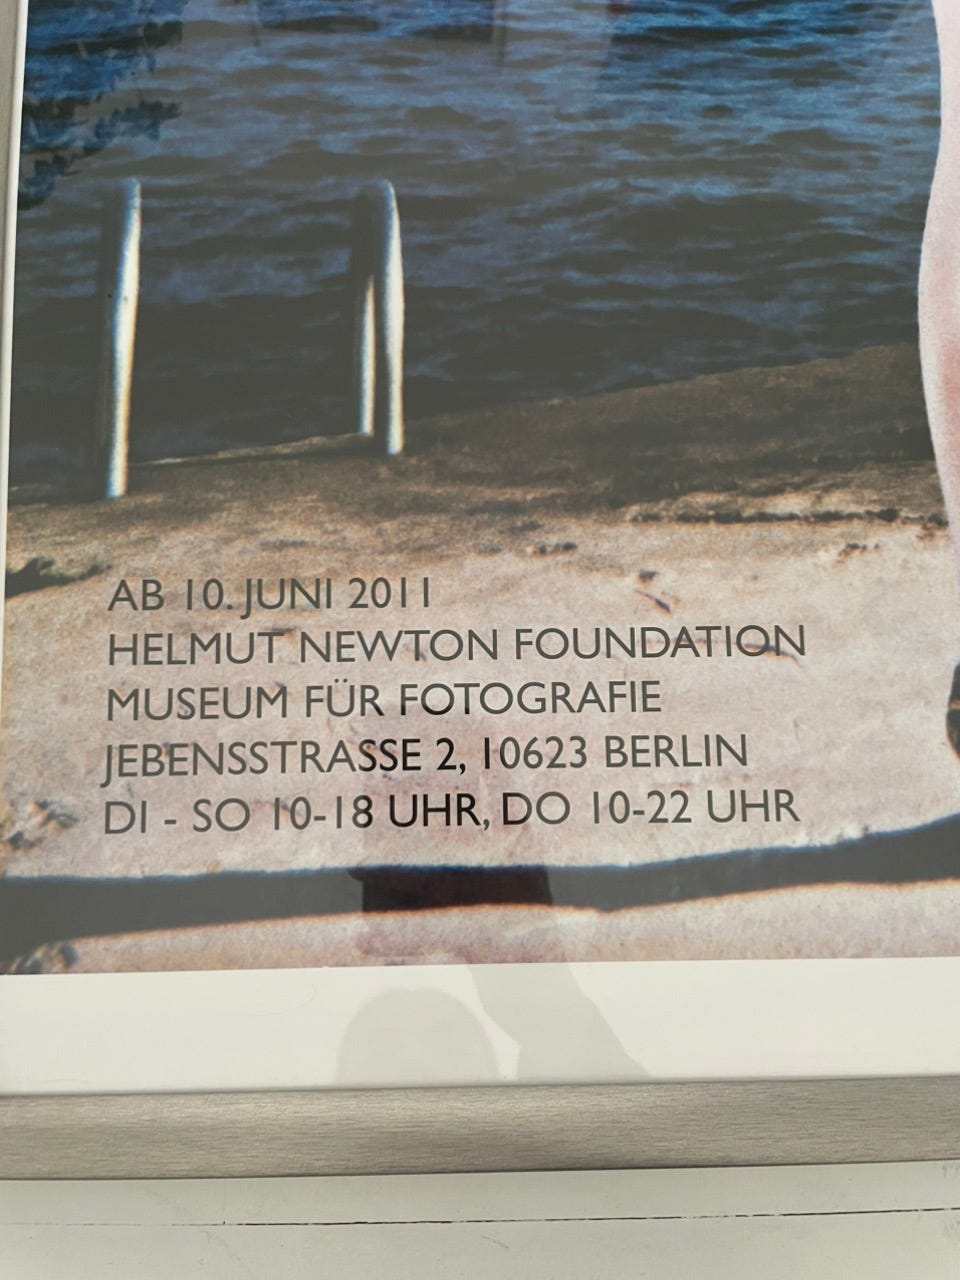 AB 10. JUNI 2011
HELMUT NEWTON FOUNDATION
MUSEUM FÜR FOTOGRAFIE
JEBENSSTRASSE 2, 10623 BERLIN
DI - SO 10-18 UHR, DO 10-22 UHR